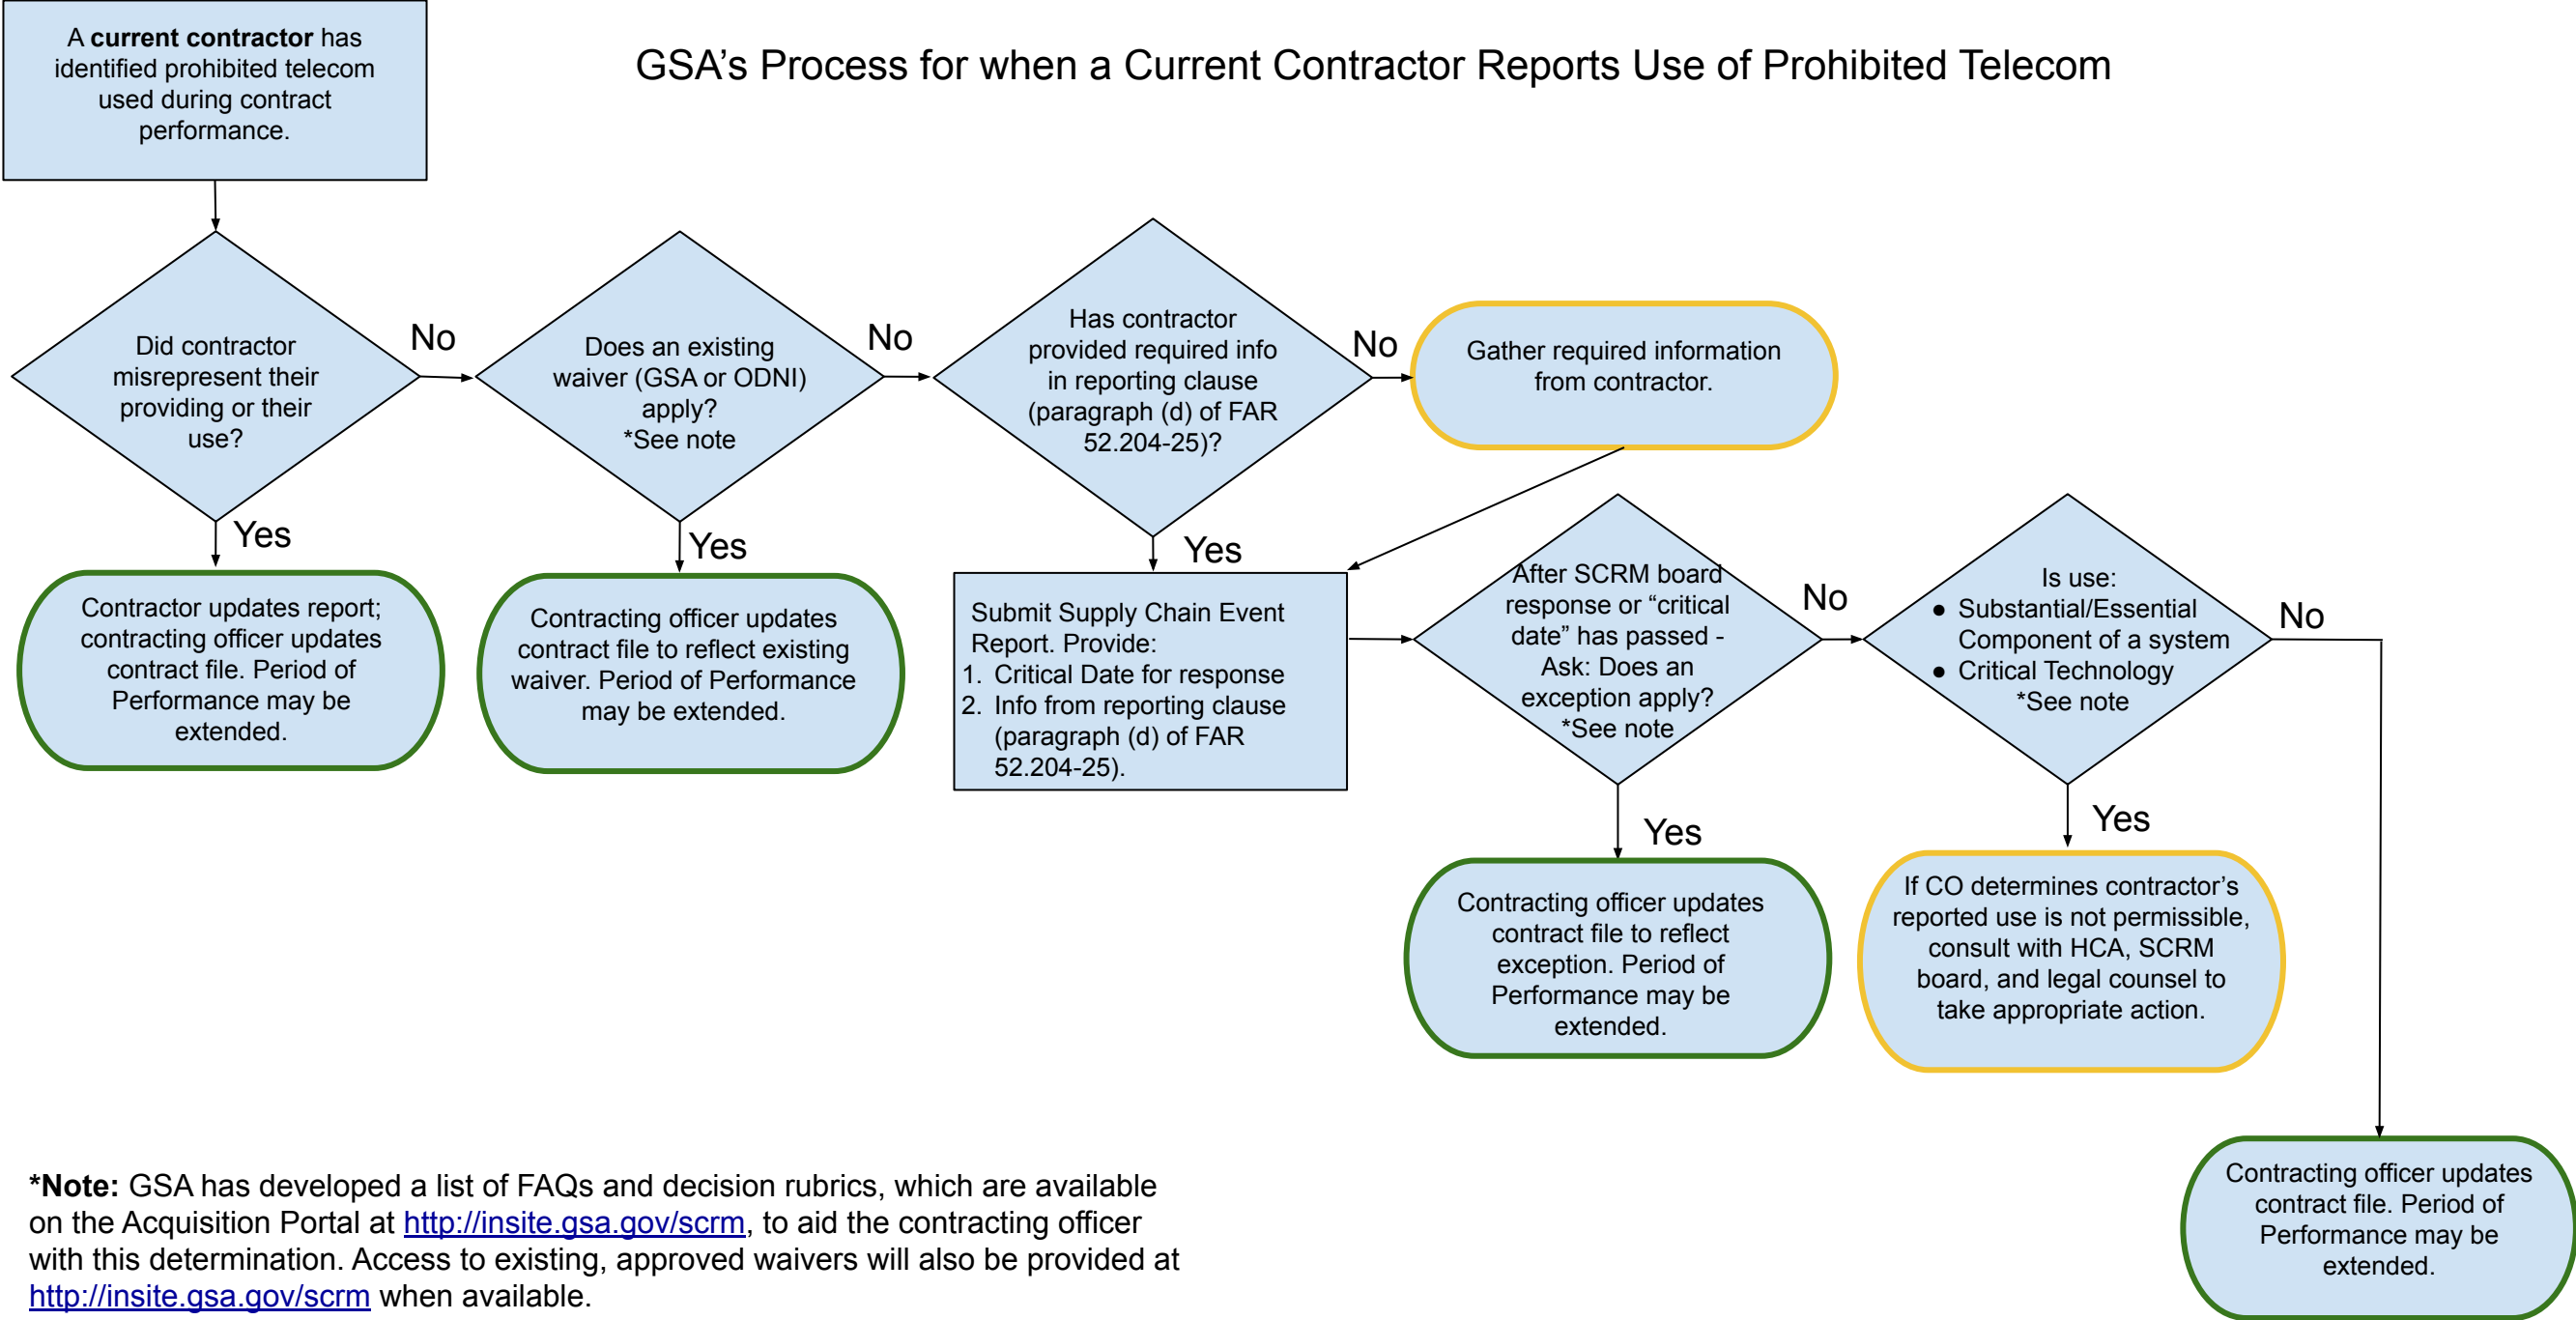 A current contractor has
identified prohibited telecom
used during contract
performance.
GSA’s Process for when a Current Contractor Reports Use of Prohibited Telecom
Did contractor
misrepresent their
providing or their
use?
No
Yes
Contractor updates report;
contracting officer updates
contract file. Period of
Performance may be
extended.
Does an existing
waiver (GSA or ODNI)
apply?
*See note
No
Yes
Contracting officer updates
contract file to reflect existing
waiver. Period of Performance
may be extended.
Has contractor
provided required info
in reporting clause
(paragraph (d) of FAR
52.204-25)?
No
Yes
Gather required information
from contractor.
Submit Supply Chain Event
Report. Provide:
1. Critical Date for response
2. Info from reporting clause
(paragraph (d) of FAR
52.204-25).
After SCRM board
response or “critical
date” has passed -
Ask: Does an
exception apply?
*See note
No
Yes
Contracting officer updates
contract file to reflect
exception. Period of
Performance may be
extended.
Is use:
● Substantial/Essential
Component of a system
● Critical Technology
*See note
No
Yes
If CO determines contractor’s
reported use is not permissible,
consult with HCA, SCRM
board, and legal counsel to
take appropriate action.
Contracting officer updates
contract file. Period of
Performance may be
extended.
*Note: GSA has developed a list of FAQs and decision rubrics, which are available
on the Acquisition Portal at http://insite.gsa.gov/scrm, to aid the contracting officer
with this determination. Access to existing, approved waivers will also be provided at
http://insite.gsa.gov/scrm when available.